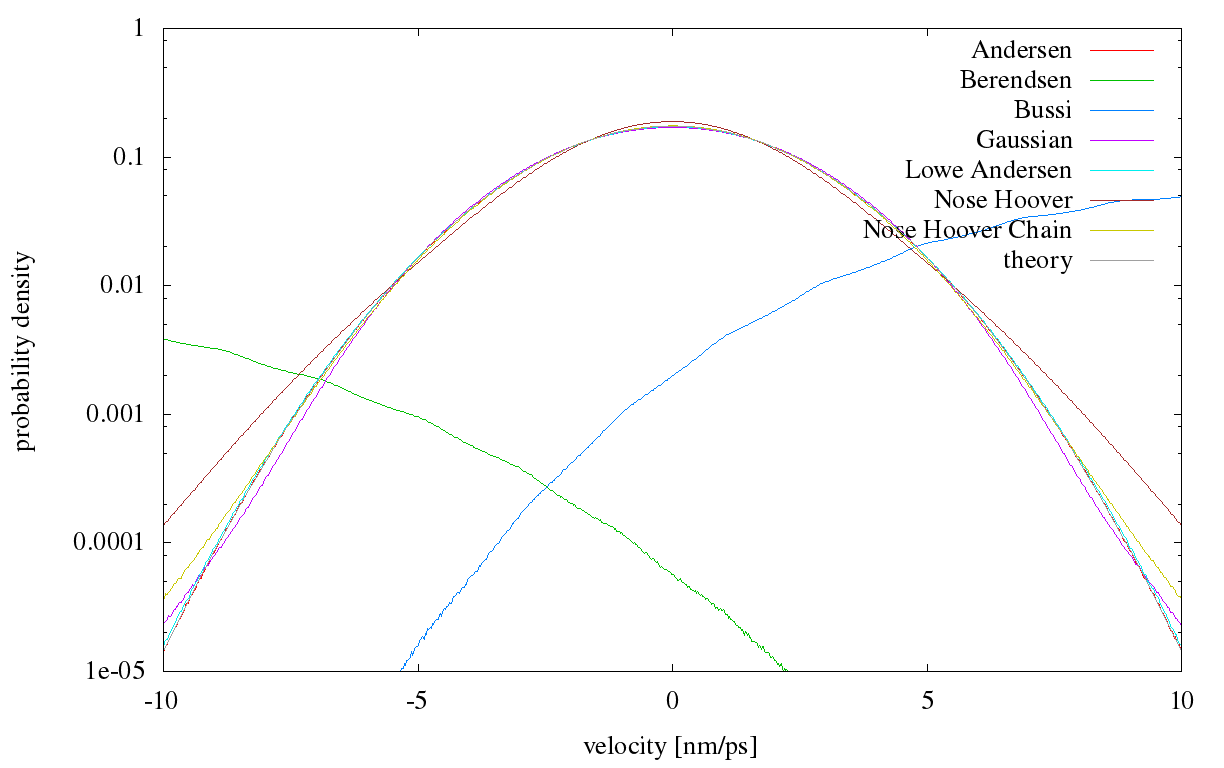 1
0.1
0.01
0.001
0.0001
1e-05
-10
-5
0
5
10
probability density
velocity [nm/ps]
Andersen
Berendsen
Bussi
Gaussian
Lowe Andersen
Nose Hoover
Nose Hoover Chain
theory